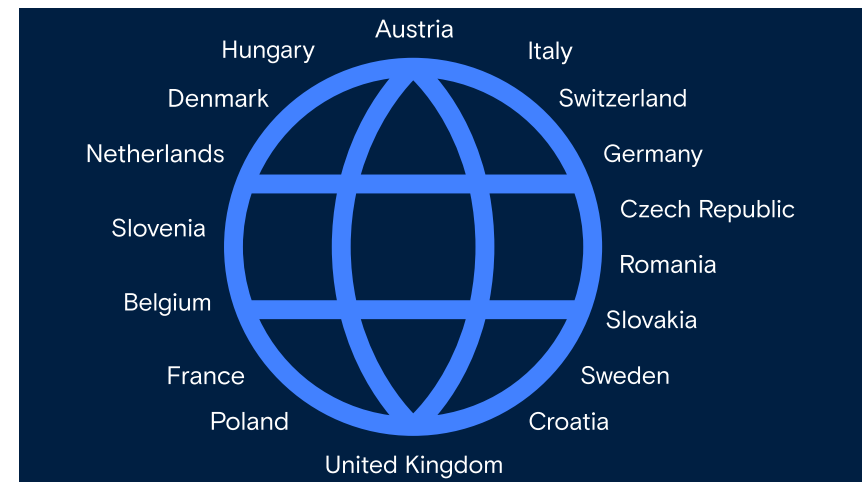 Austria
Hungary
Italy
Denmark
Switzerland
Netherlands
Germany
Czech Republic
Slovenia
Romania
Belgium
Slovakia
France
Sweden
Poland
Croatia
United Kingdom